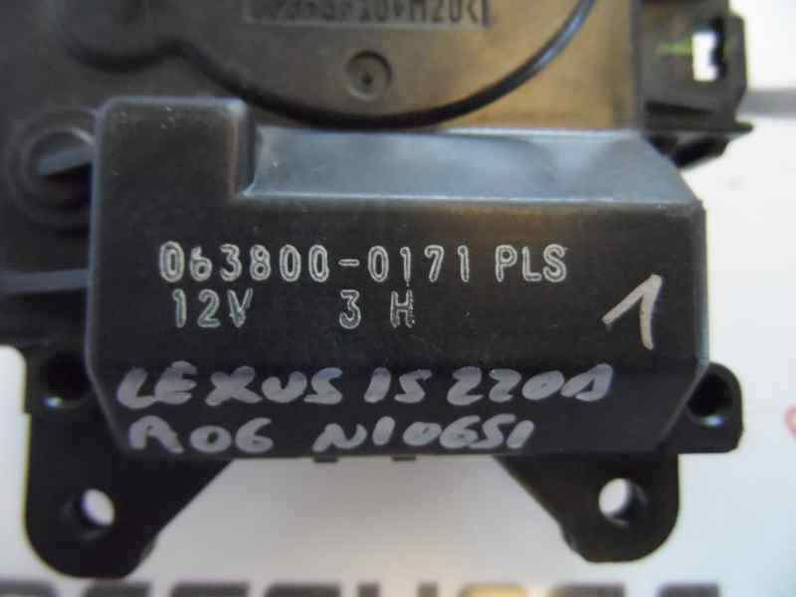 063800-0171 PLS
12V 3 H
1
LEXUS IS 220D
R06 N10651